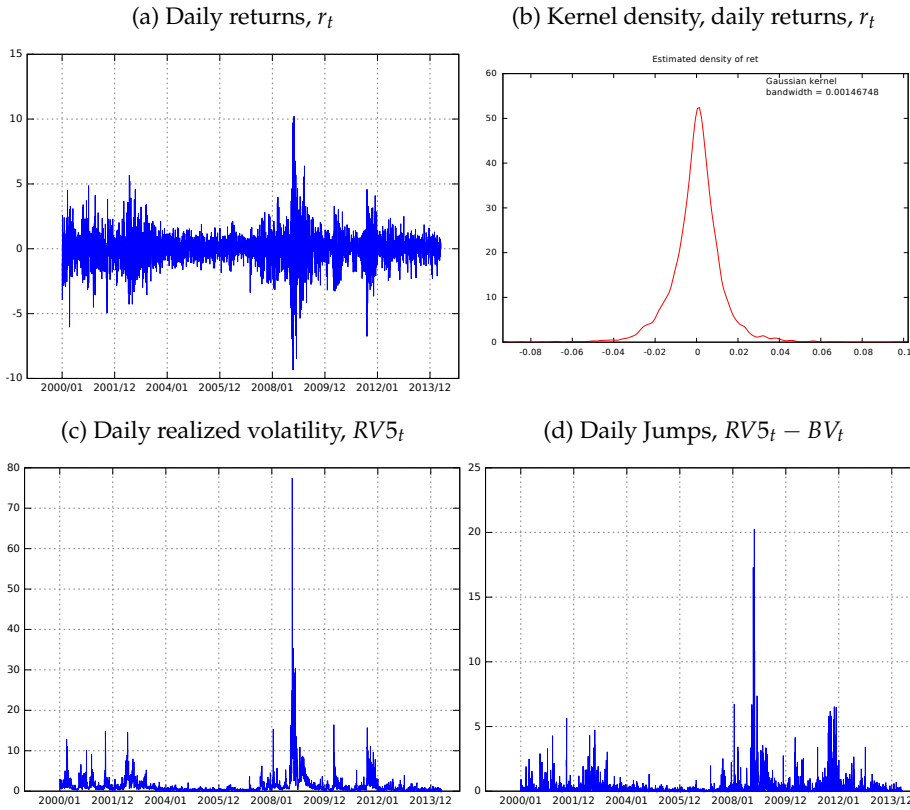 (a) Daily returns, r_t
15
10
5
0
-5
-10
2000/01 2001/12 2004/01 2005/12 2008/01 2009/12 2012/01 2013/12
(b) Kernel density, daily returns, r_t
Estimated density of ret
Gaussian kernel
bandwidth = 0.00146748
60
50
40
30
20
10
0
-0.08 -0.06 -0.04 -0.02 0 0.02 0.04 0.06 0.08 0.1
(c) Daily realized volatility, RV5_t
80
70
60
50
40
30
20
10
0
2000/01 2001/12 2004/01 2005/12 2008/01 2009/12 2012/01 2013/12
(d) Daily Jumps, RV5_t − BV_t
25
20
15
10
5
0
2000/01 2001/12 2004/01 2005/12 2008/01 2009/12 2012/01 2013/12